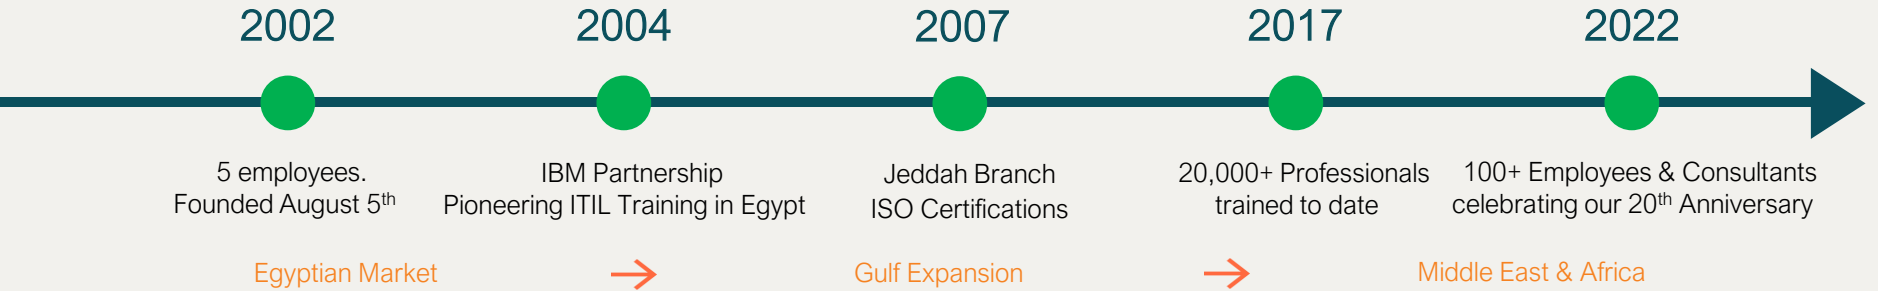 2002
2004
2007
2017
2022
5 employees.
Founded August 5th
IBM Partnership
Pioneering ITIL Training in Egypt
Jeddah Branch
ISO Certifications
20,000+ Professionals
trained to date
100+ Employees & Consultants
celebrating our 20th Anniversary
Egyptian Market
Gulf Expansion
Middle East & Africa